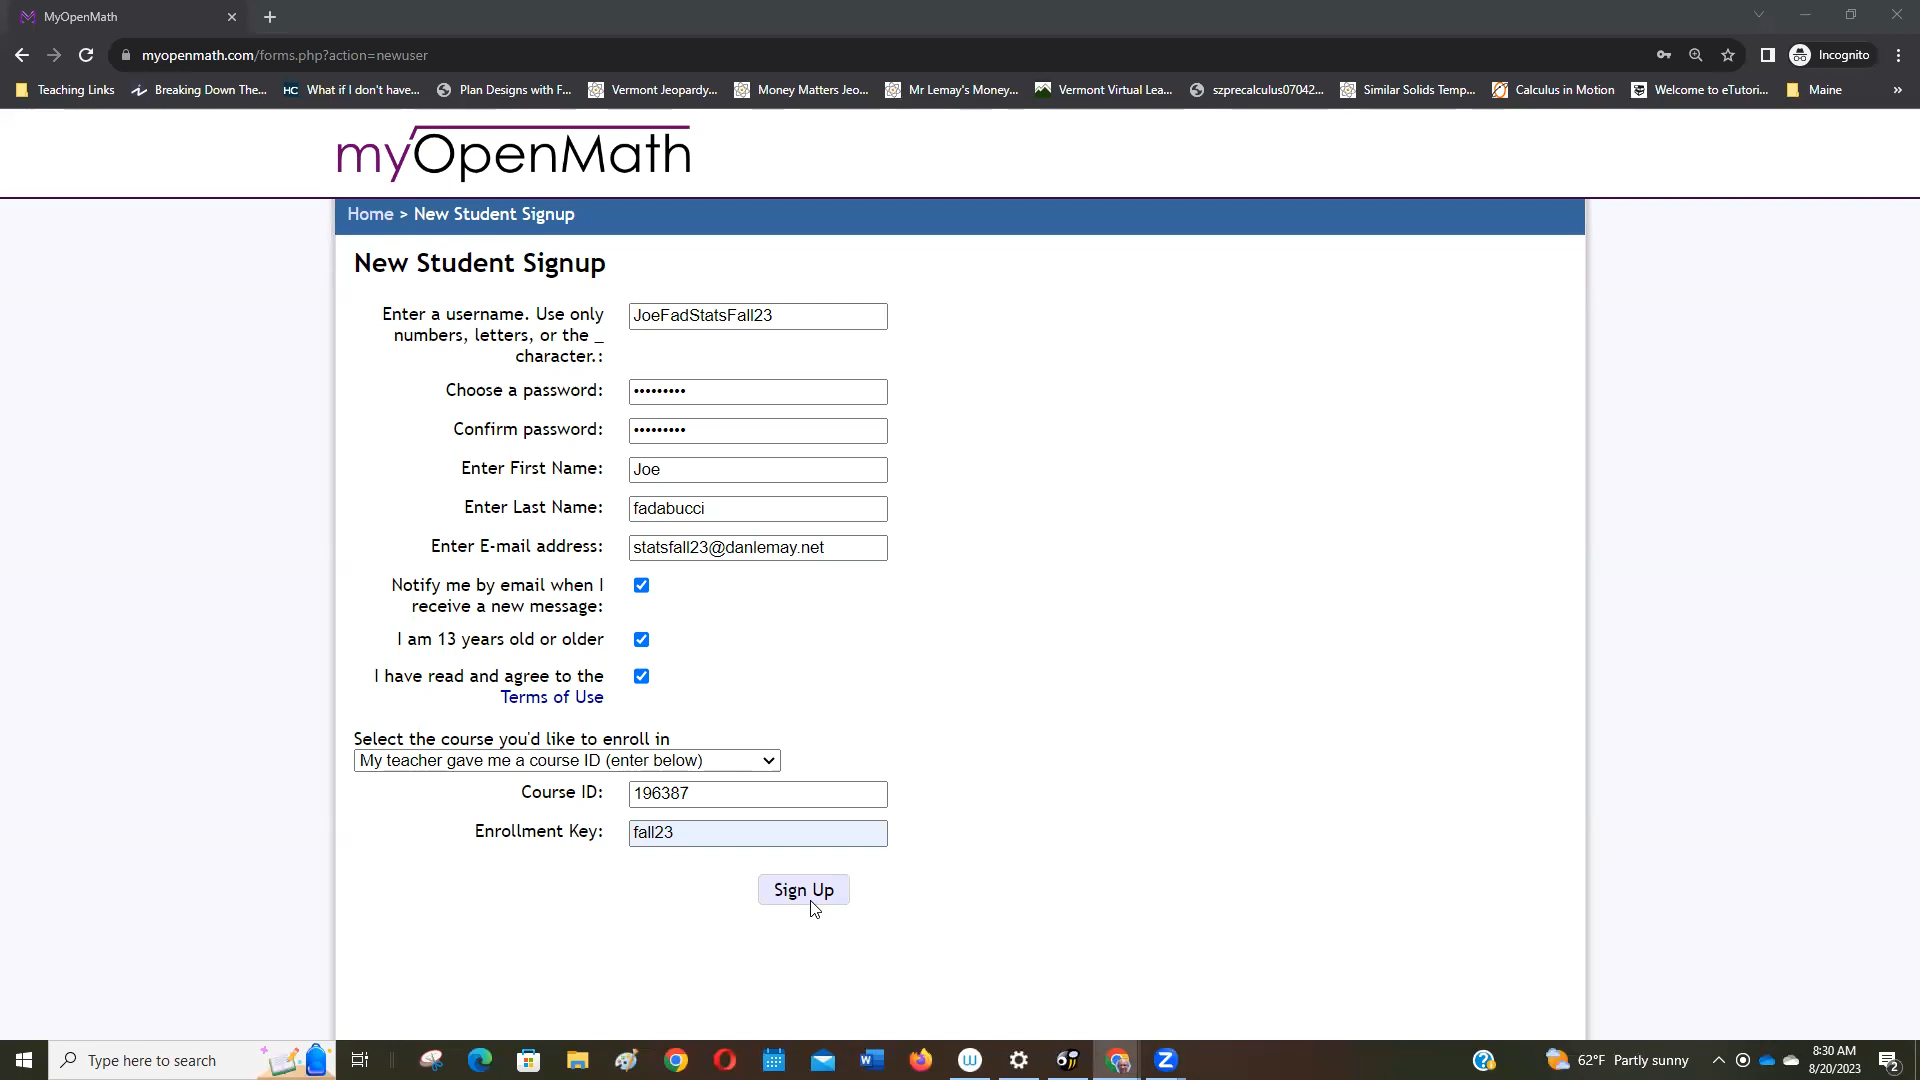 MyOpenMath
myopenmath.com/forms.php?action=newuser
Incognito
Teaching Links
Breaking Down The...
HC
What if I don't have...
Plan Designs with F...
Vermont Jeopardy...
Money Matters Jeo...
Mr Lemay's Money...
Vermont Virtual Lea...
szprecalculus07042...
Similar Solids Temp...
Calculus in Motion
Welcome to eTutori...
Maine
»
myOpenMath
Home > New Student Signup
New Student Signup
Enter a username. Use only
numbers, letters, or the _
character.:
JoeFadStatsFall23
Choose a password:
•••••••••
Confirm password:
•••••••••
Enter First Name:
Joe
Enter Last Name:
fadabucci
Enter E-mail address:
statsfall23@danlemay.net
Notify me by email when I
receive a new message:
I am 13 years old or older
I have read and agree to the
Terms of Use
Select the course you'd like to enroll in
My teacher gave me a course ID (enter below)
Course ID:
196387
Enrollment Key:
fall23
Sign Up
Type here to search
62°F Partly sunny
8:30 AM
8/20/2023
2